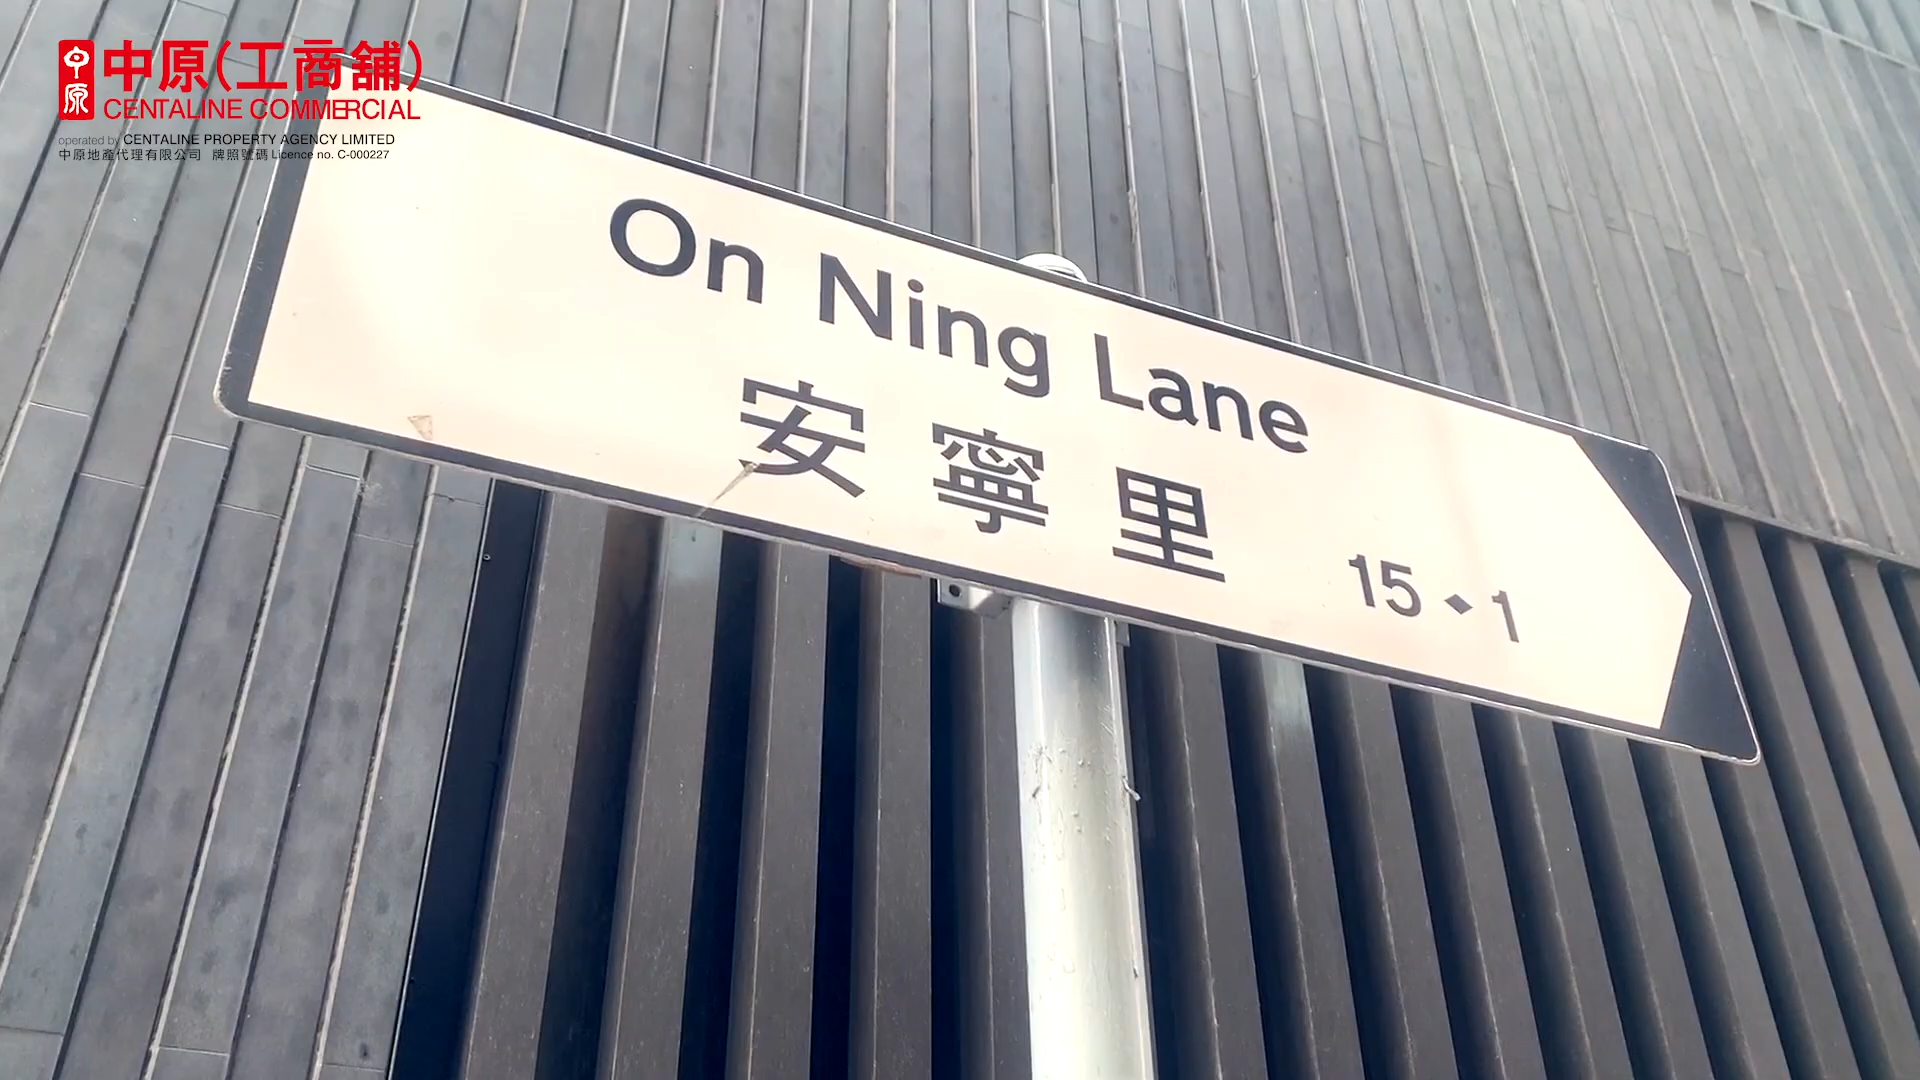 中原
中原(工商舖)
CENTALINE COMMERCIAL
operated by CENTALINE PROPERTY AGENCY LIMITED
中原地產代理有限公司 牌照號碼 Licence no. C-000227
On Ning Lane
安寧里
15◆1